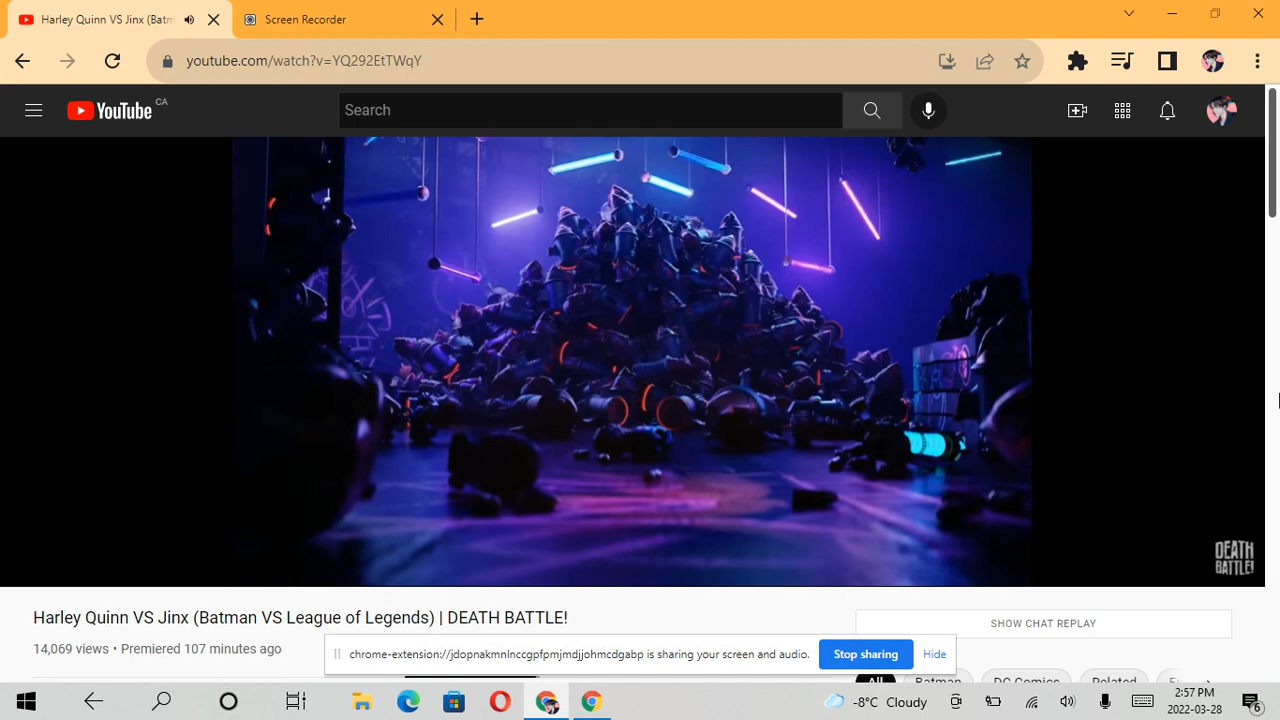 Harley Quinn VS Jinx (Batm
Screen Recorder
youtube.com/watch?v=YQ292EtTWqY
YouTube CA
Search
DEATH BATTLE!
Harley Quinn VS Jinx (Batman VS League of Legends) | DEATH BATTLE!
SHOW CHAT REPLAY
14,069 views • Premiered 107 minutes ago
chrome-extension://jdopnakmnlnccgpfpmjmdjjohmcdgabp is sharing your screen and audio.
Stop sharing
Hide
All
Batman
DC Comics
Related
-8°C Cloudy
2:57 PM
2022-03-28
6